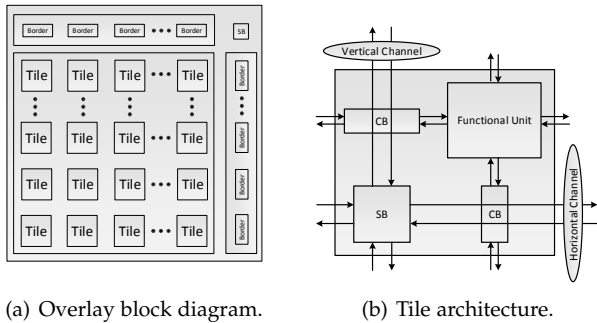 Border Border Border Border SB
Tile Tile Tile Tile Border
Tile Tile Tile Tile Border
Tile Tile Tile Tile Border
Tile Tile Tile Tile Border
(a) Overlay block diagram.
Vertical Channel
CB
Functional Unit
SB
CB
Horizontal Channel
(b) Tile architecture.